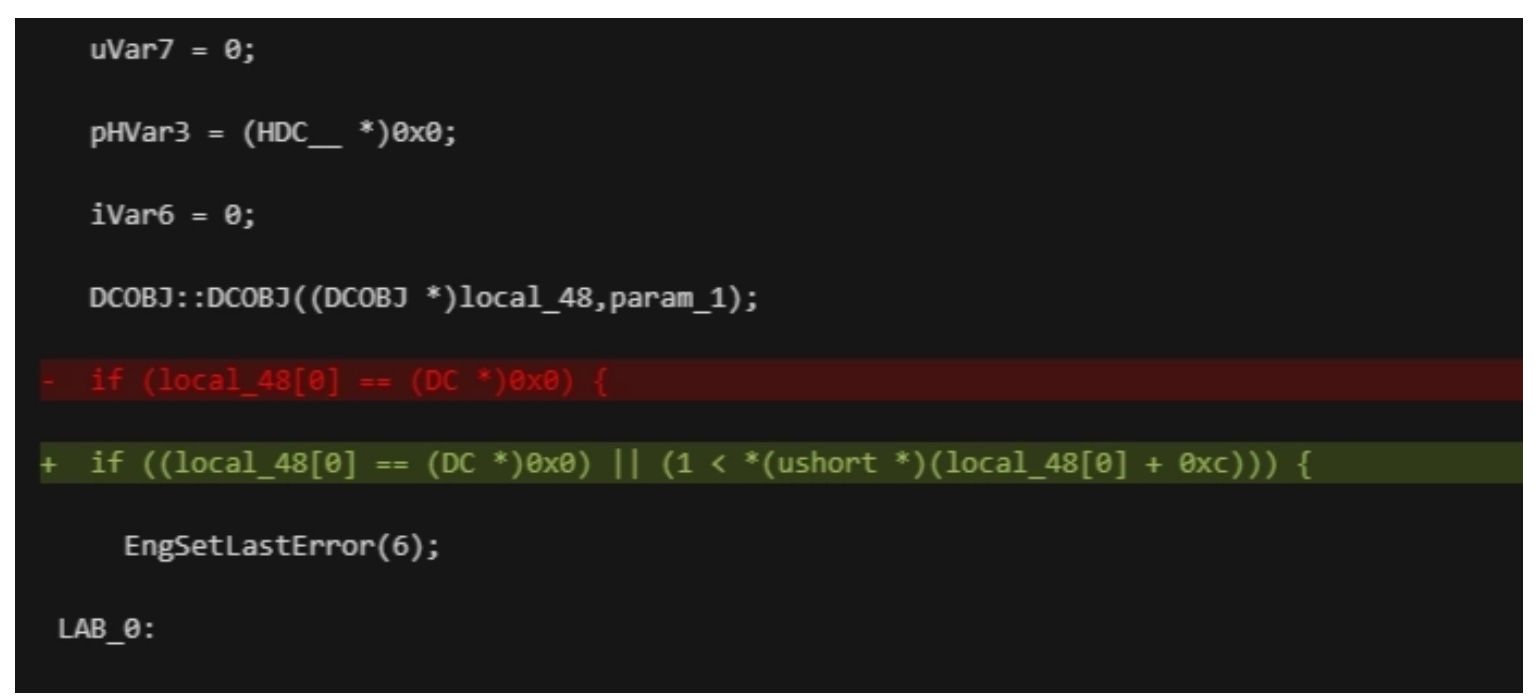 uVar7 = 0;
pHVar3 = (HDC__ *)0x0;
iVar6 = 0;
DCOBJ::DCOBJ((DCOBJ *)local_48,param_1);
-  if (local_48[0] == (DC *)0x0) {
+  if ((local_48[0] == (DC *)0x0) || (1 < *(ushort *)(local_48[0] + 0xc))) {
EngSetLastError(6);
LAB_0: